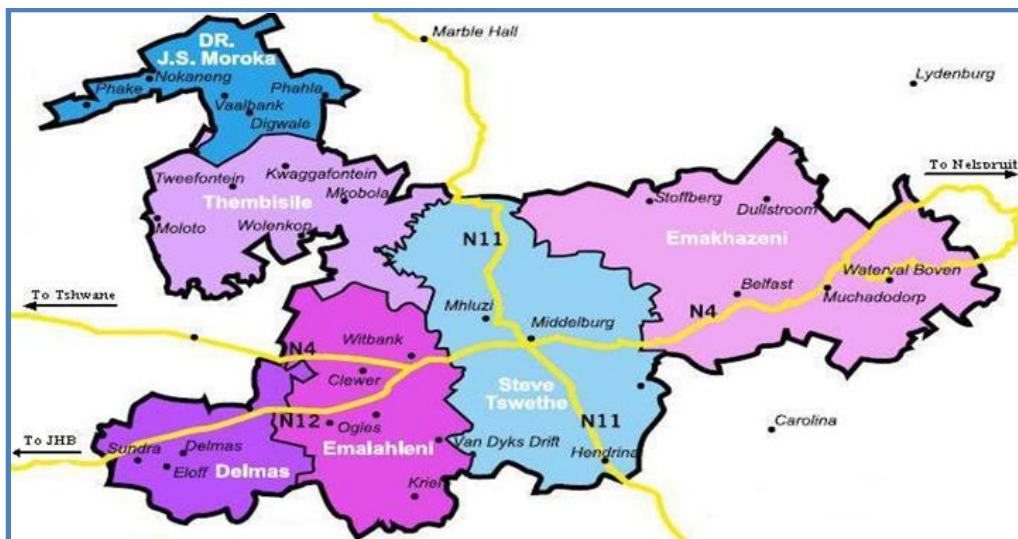 Marble Hall
DR.
J.S. Moroka
Nokaneng
Phake
Phahla
Vaalbank
Digwale
Lydenburg
To Nelspruit
Kwaggafontein
Tweefontein
Mkobola
Thembisile
Moloto
Wolenkop
Stoffberg
Dullstroom
Emakhazeni
N11
Waterval Boven
Belfast
Muchadodorp
N4
To Tshwane
Mhluzi
Middelburg
N4
Witbank
Clewer
Steve
Tswethe
N12
Ogies
N11
Carolina
To JHB
Sundra
Delmas
Eloff
Delmas
Emalahleni
Van Dyks Drift
Hendrina
Kriel